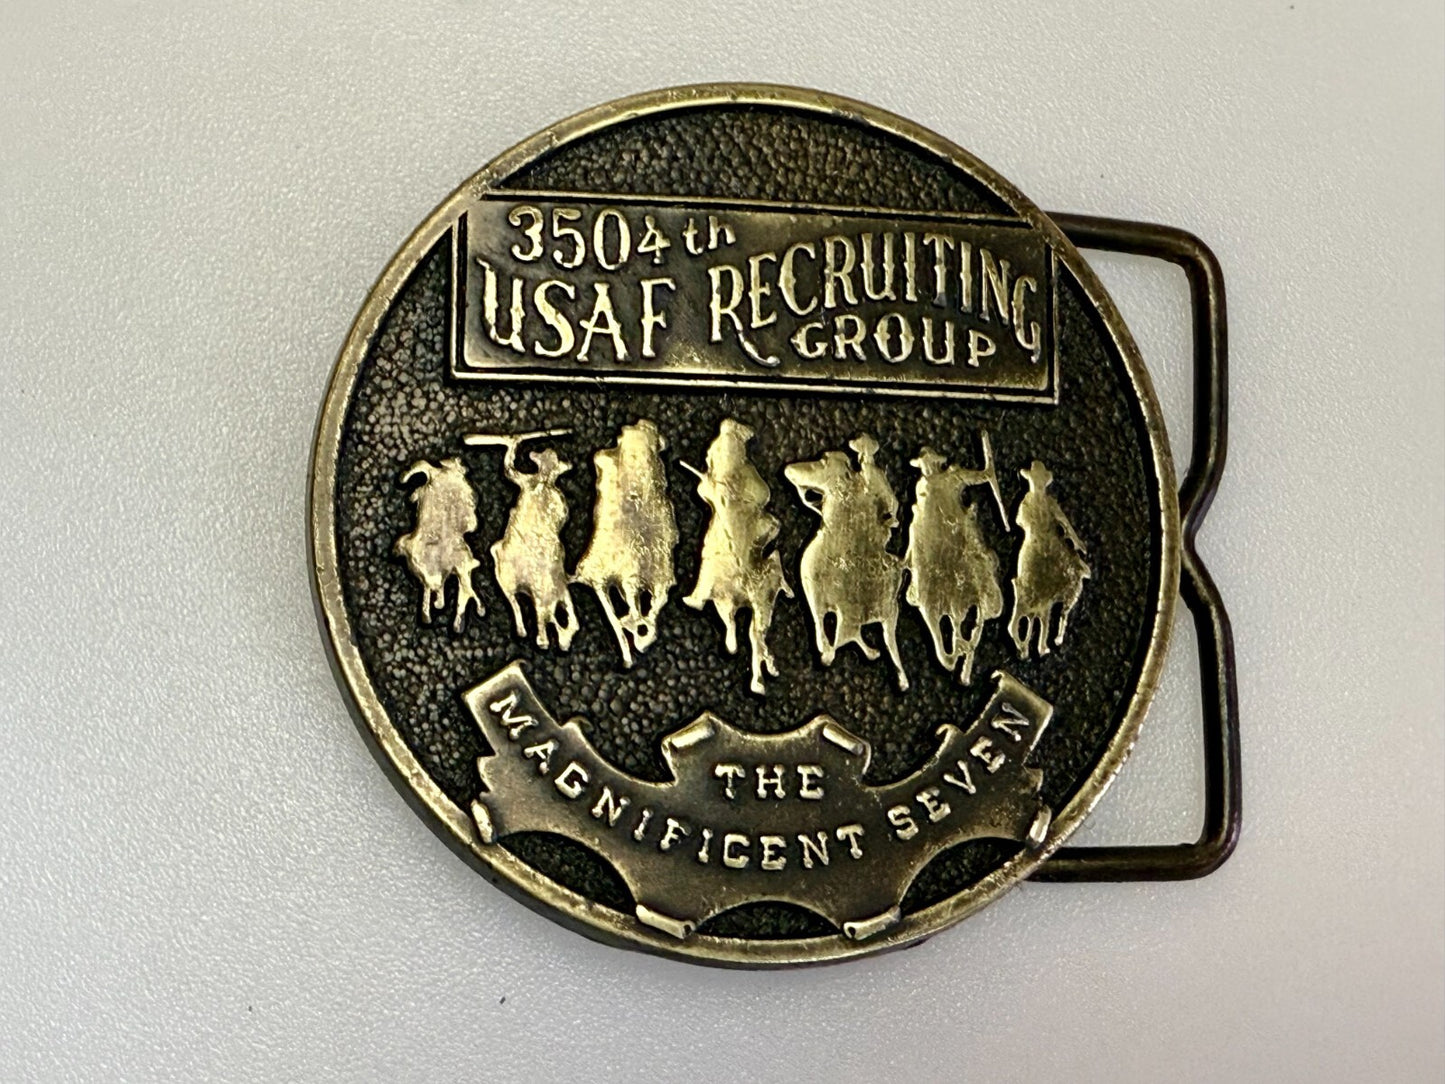 3504th
USAF RECRUITING
GROUP
THE
MAGNIFICENT SEVEN